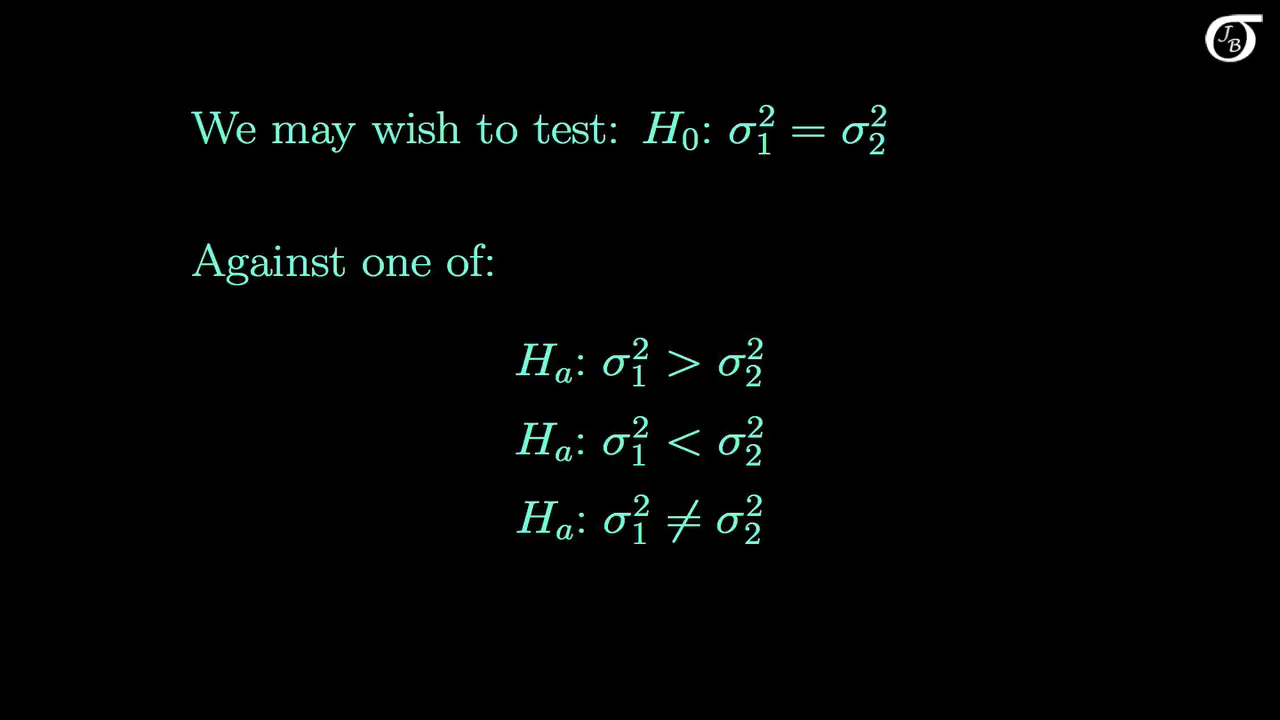 JB
We may wish to test: H₀: σ₁² = σ₂²
Against one of:
Hₐ: σ₁² > σ₂²
Hₐ: σ₁² < σ₂²
Hₐ: σ₁² ≠ σ₂²